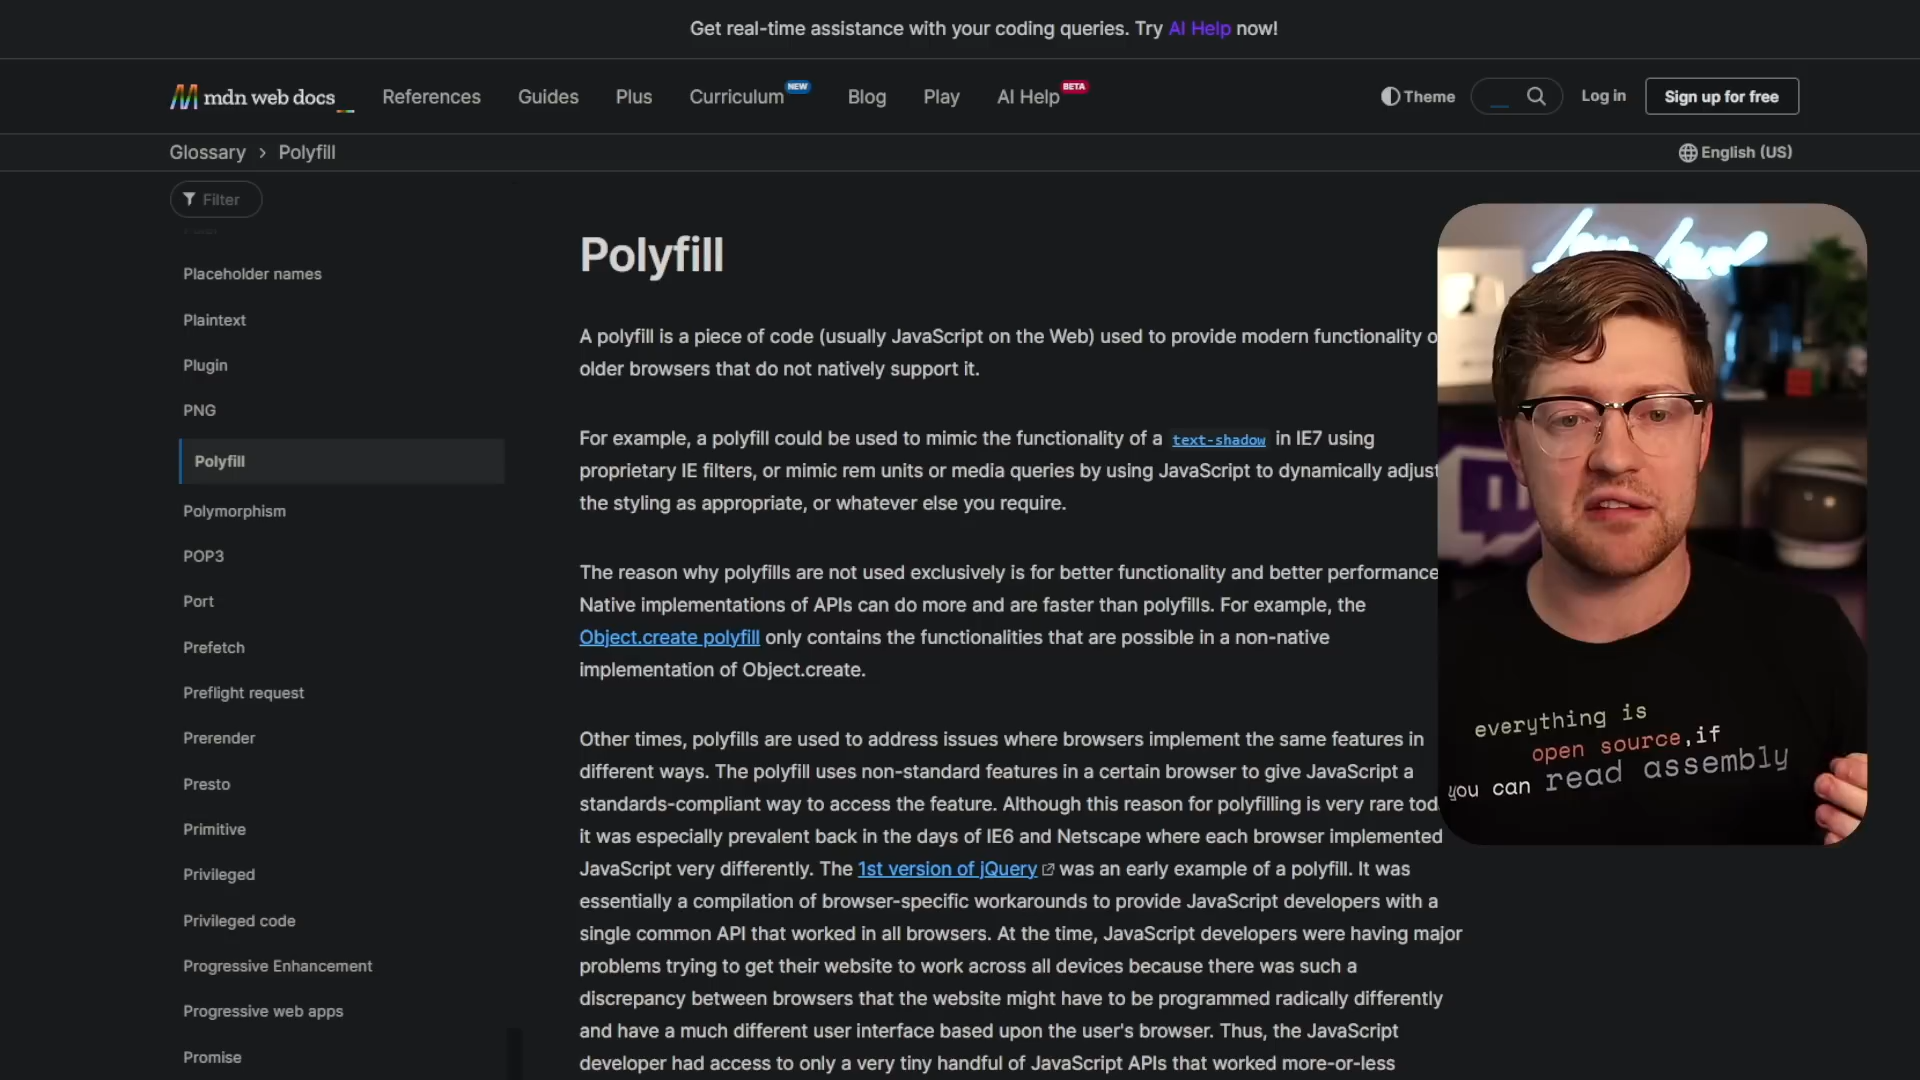 Get real-time assistance with your coding queries. Try AI Help now!
mdn web docs
References
Guides
Plus
Curriculum NEW
Blog
Play
AI Help BETA
Theme
Log in
Sign up for free
Glossary > Polyfill
English (US)
Filter
Placeholder names
Plaintext
Plugin
PNG
Polyfill
Polymorphism
POP3
Port
Prefetch
Preflight request
Prerender
Presto
Primitive
Privileged
Privileged code
Progressive Enhancement
Progressive web apps
Promise
Polyfill
A polyfill is a piece of code (usually JavaScript on the Web) used to provide modern functionality o
older browsers that do not natively support it.
For example, a polyfill could be used to mimic the functionality of a text-shadow in IE7 using
proprietary IE filters, or mimic rem units or media queries by using JavaScript to dynamically adjust
the styling as appropriate, or whatever else you require.
The reason why polyfills are not used exclusively is for better functionality and better performance
Native implementations of APIs can do more and are faster than polyfills. For example, the
Object.create polyfill only contains the functionalities that are possible in a non-native
implementation of Object.create.
Other times, polyfills are used to address issues where browsers implement the same features in
different ways. The polyfill uses non-standard features in a certain browser to give JavaScript a
standards-compliant way to access the feature. Although this reason for polyfilling is very rare tod
it was especially prevalent back in the days of IE6 and Netscape where each browser implemented
JavaScript very differently. The 1st version of jQuery was an early example of a polyfill. It was
essentially a compilation of browser-specific workarounds to provide JavaScript developers with a
single common API that worked in all browsers. At the time, JavaScript developers were having major
problems trying to get their website to work across all devices because there was such a
discrepancy between browsers that the website might have to be programmed radically differently
and have a much different user interface based upon the user's browser. Thus, the JavaScript
developer had access to only a very tiny handful of JavaScript APIs that worked more-or-less
everything is
open source,if
you can read assembly